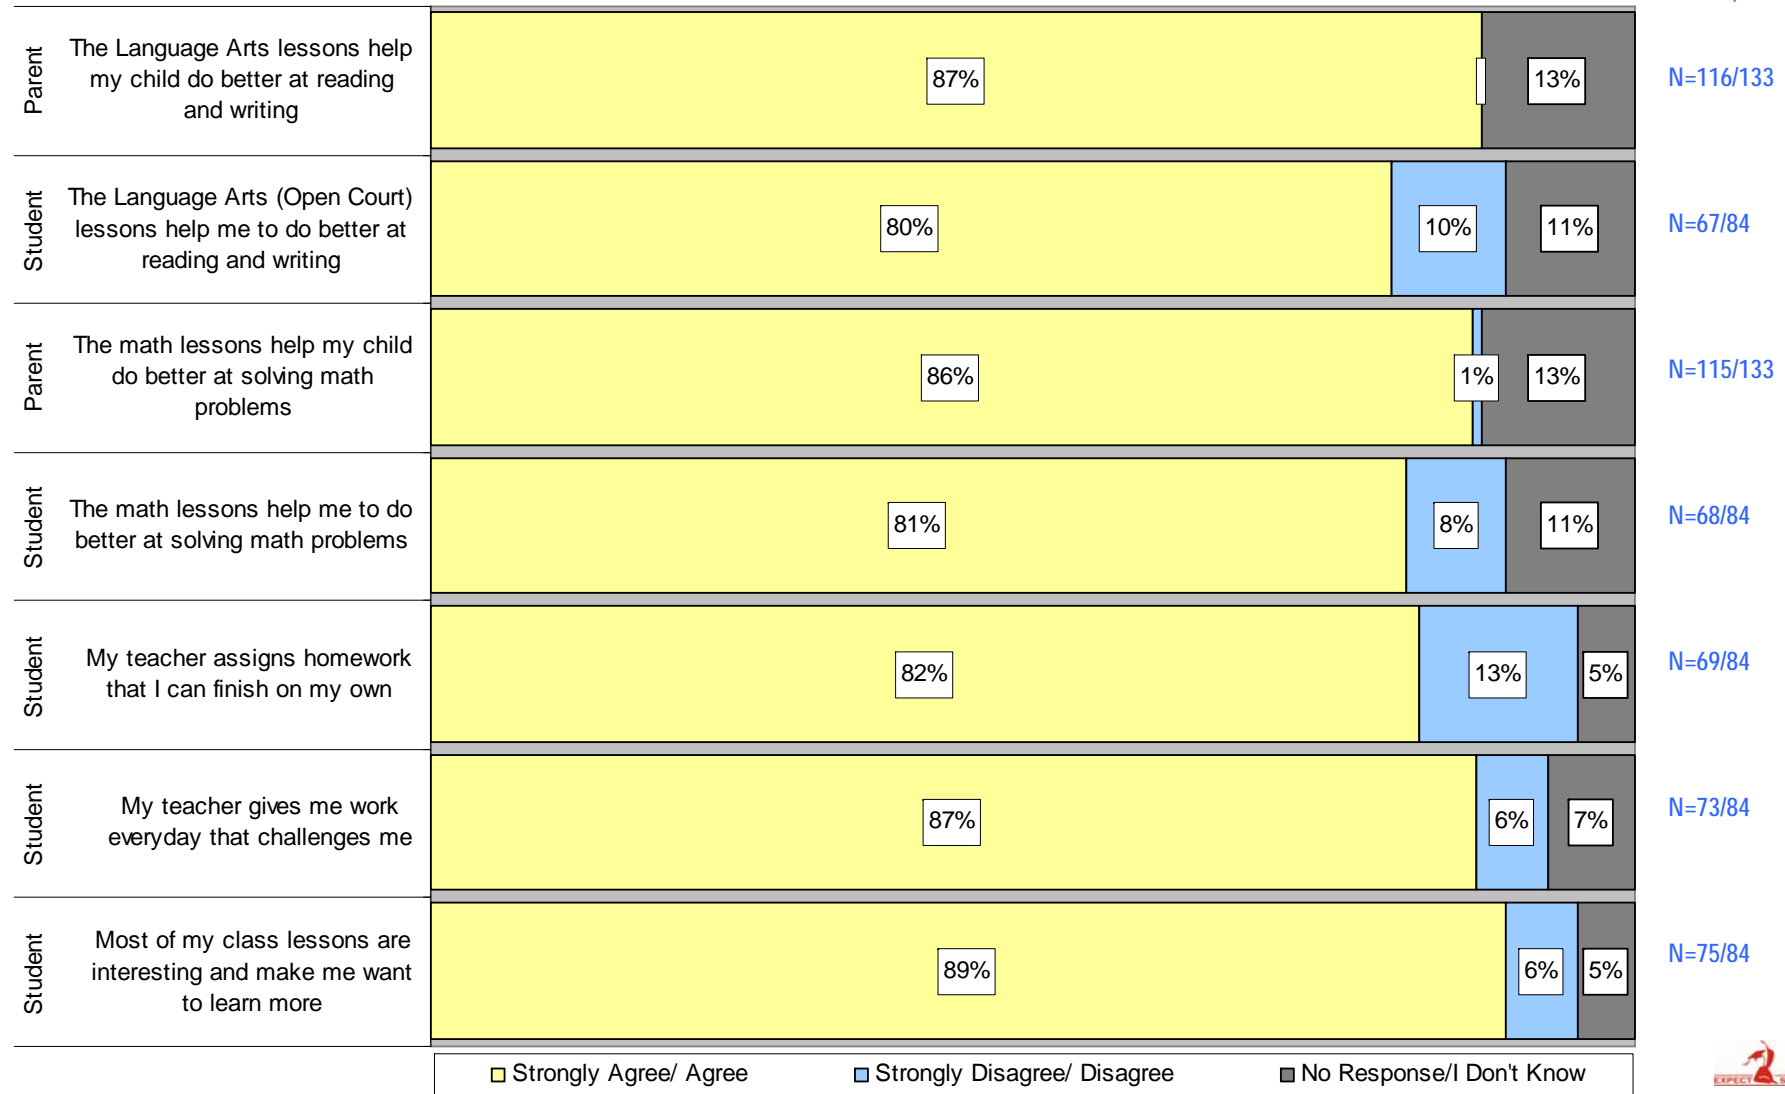 Parent
The Language Arts lessons help
my child do better at reading
and writing
87%
13%
N=116/133
Student
The Language Arts (Open Court)
lessons help me to do better at
reading and writing
80%
10%
11%
N=67/84
Parent
The math lessons help my child
do better at solving math
problems
86%
1%
13%
N=115/133
Student
The math lessons help me to do
better at solving math problems
81%
8%
11%
N=68/84
Student
My teacher assigns homework
that I can finish on my own
82%
13%
5%
N=69/84
Student
My teacher gives me work
everyday that challenges me
87%
6%
7%
N=73/84
Student
Most of my class lessons are
interesting and make me want
to learn more
89%
6%
5%
N=75/84
Strongly Agree/ Agree
Strongly Disagree/ Disagree
No Response/I Don't Know
EXPECT